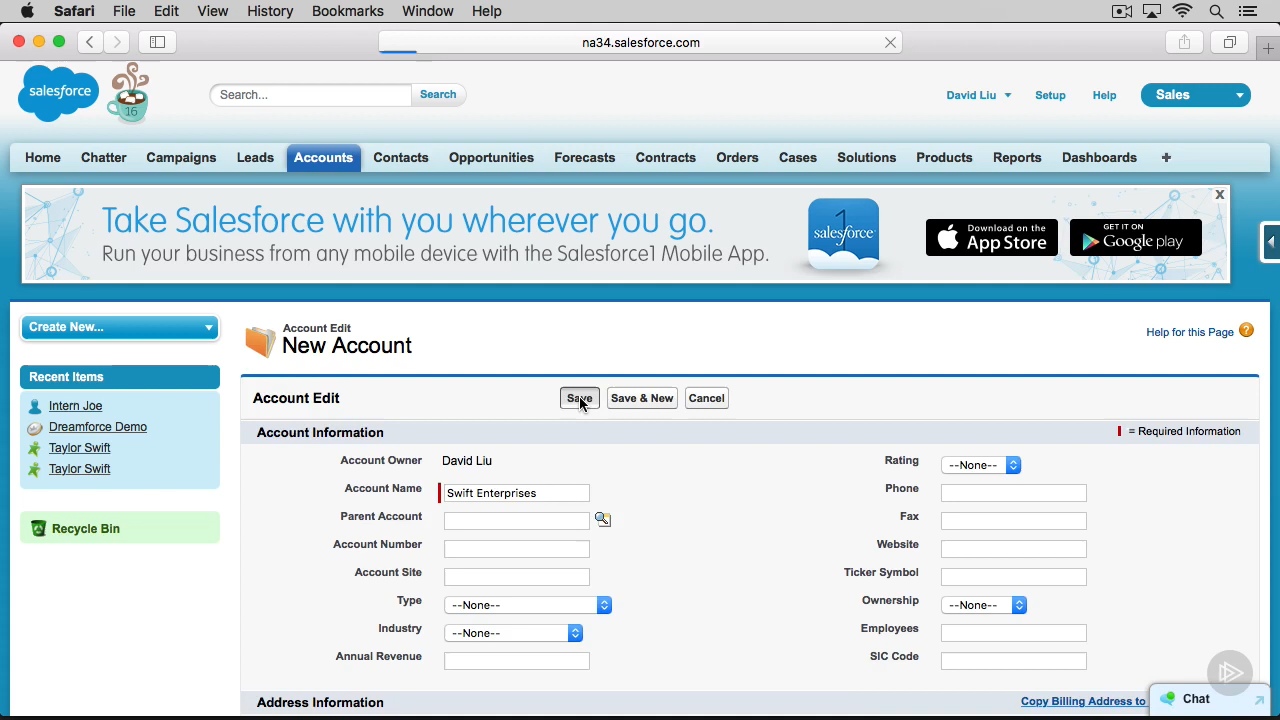 Safari File Edit View History Bookmarks Window Help
na34.salesforce.com
salesforce
16
Search...
Search
David Liu
Setup
Help
Sales
Home Chatter Campaigns Leads Accounts Contacts Opportunities Forecasts Contracts Orders Cases Solutions Products Reports Dashboards +
Take Salesforce with you wherever you go.
Run your business from any mobile device with the Salesforce1 Mobile App.
1
salesforce
Download on the
App Store
GET IT ON
Google play
X
Create New...
Recent Items
Intern Joe
Dreamforce Demo
Taylor Swift
Taylor Swift
Recycle Bin
Account Edit
New Account
Help for this Page ?
Account Edit
Save
Save & New
Cancel
Account Information
= Required Information
Account Owner David Liu
Rating --None--
Account Name Swift Enterprises
Phone
Parent Account
Fax
Account Number
Website
Account Site
Ticker Symbol
Type --None--
Ownership --None--
Industry --None--
Employees
Annual Revenue
SIC Code
Address Information
Copy Billing Address to
Chat